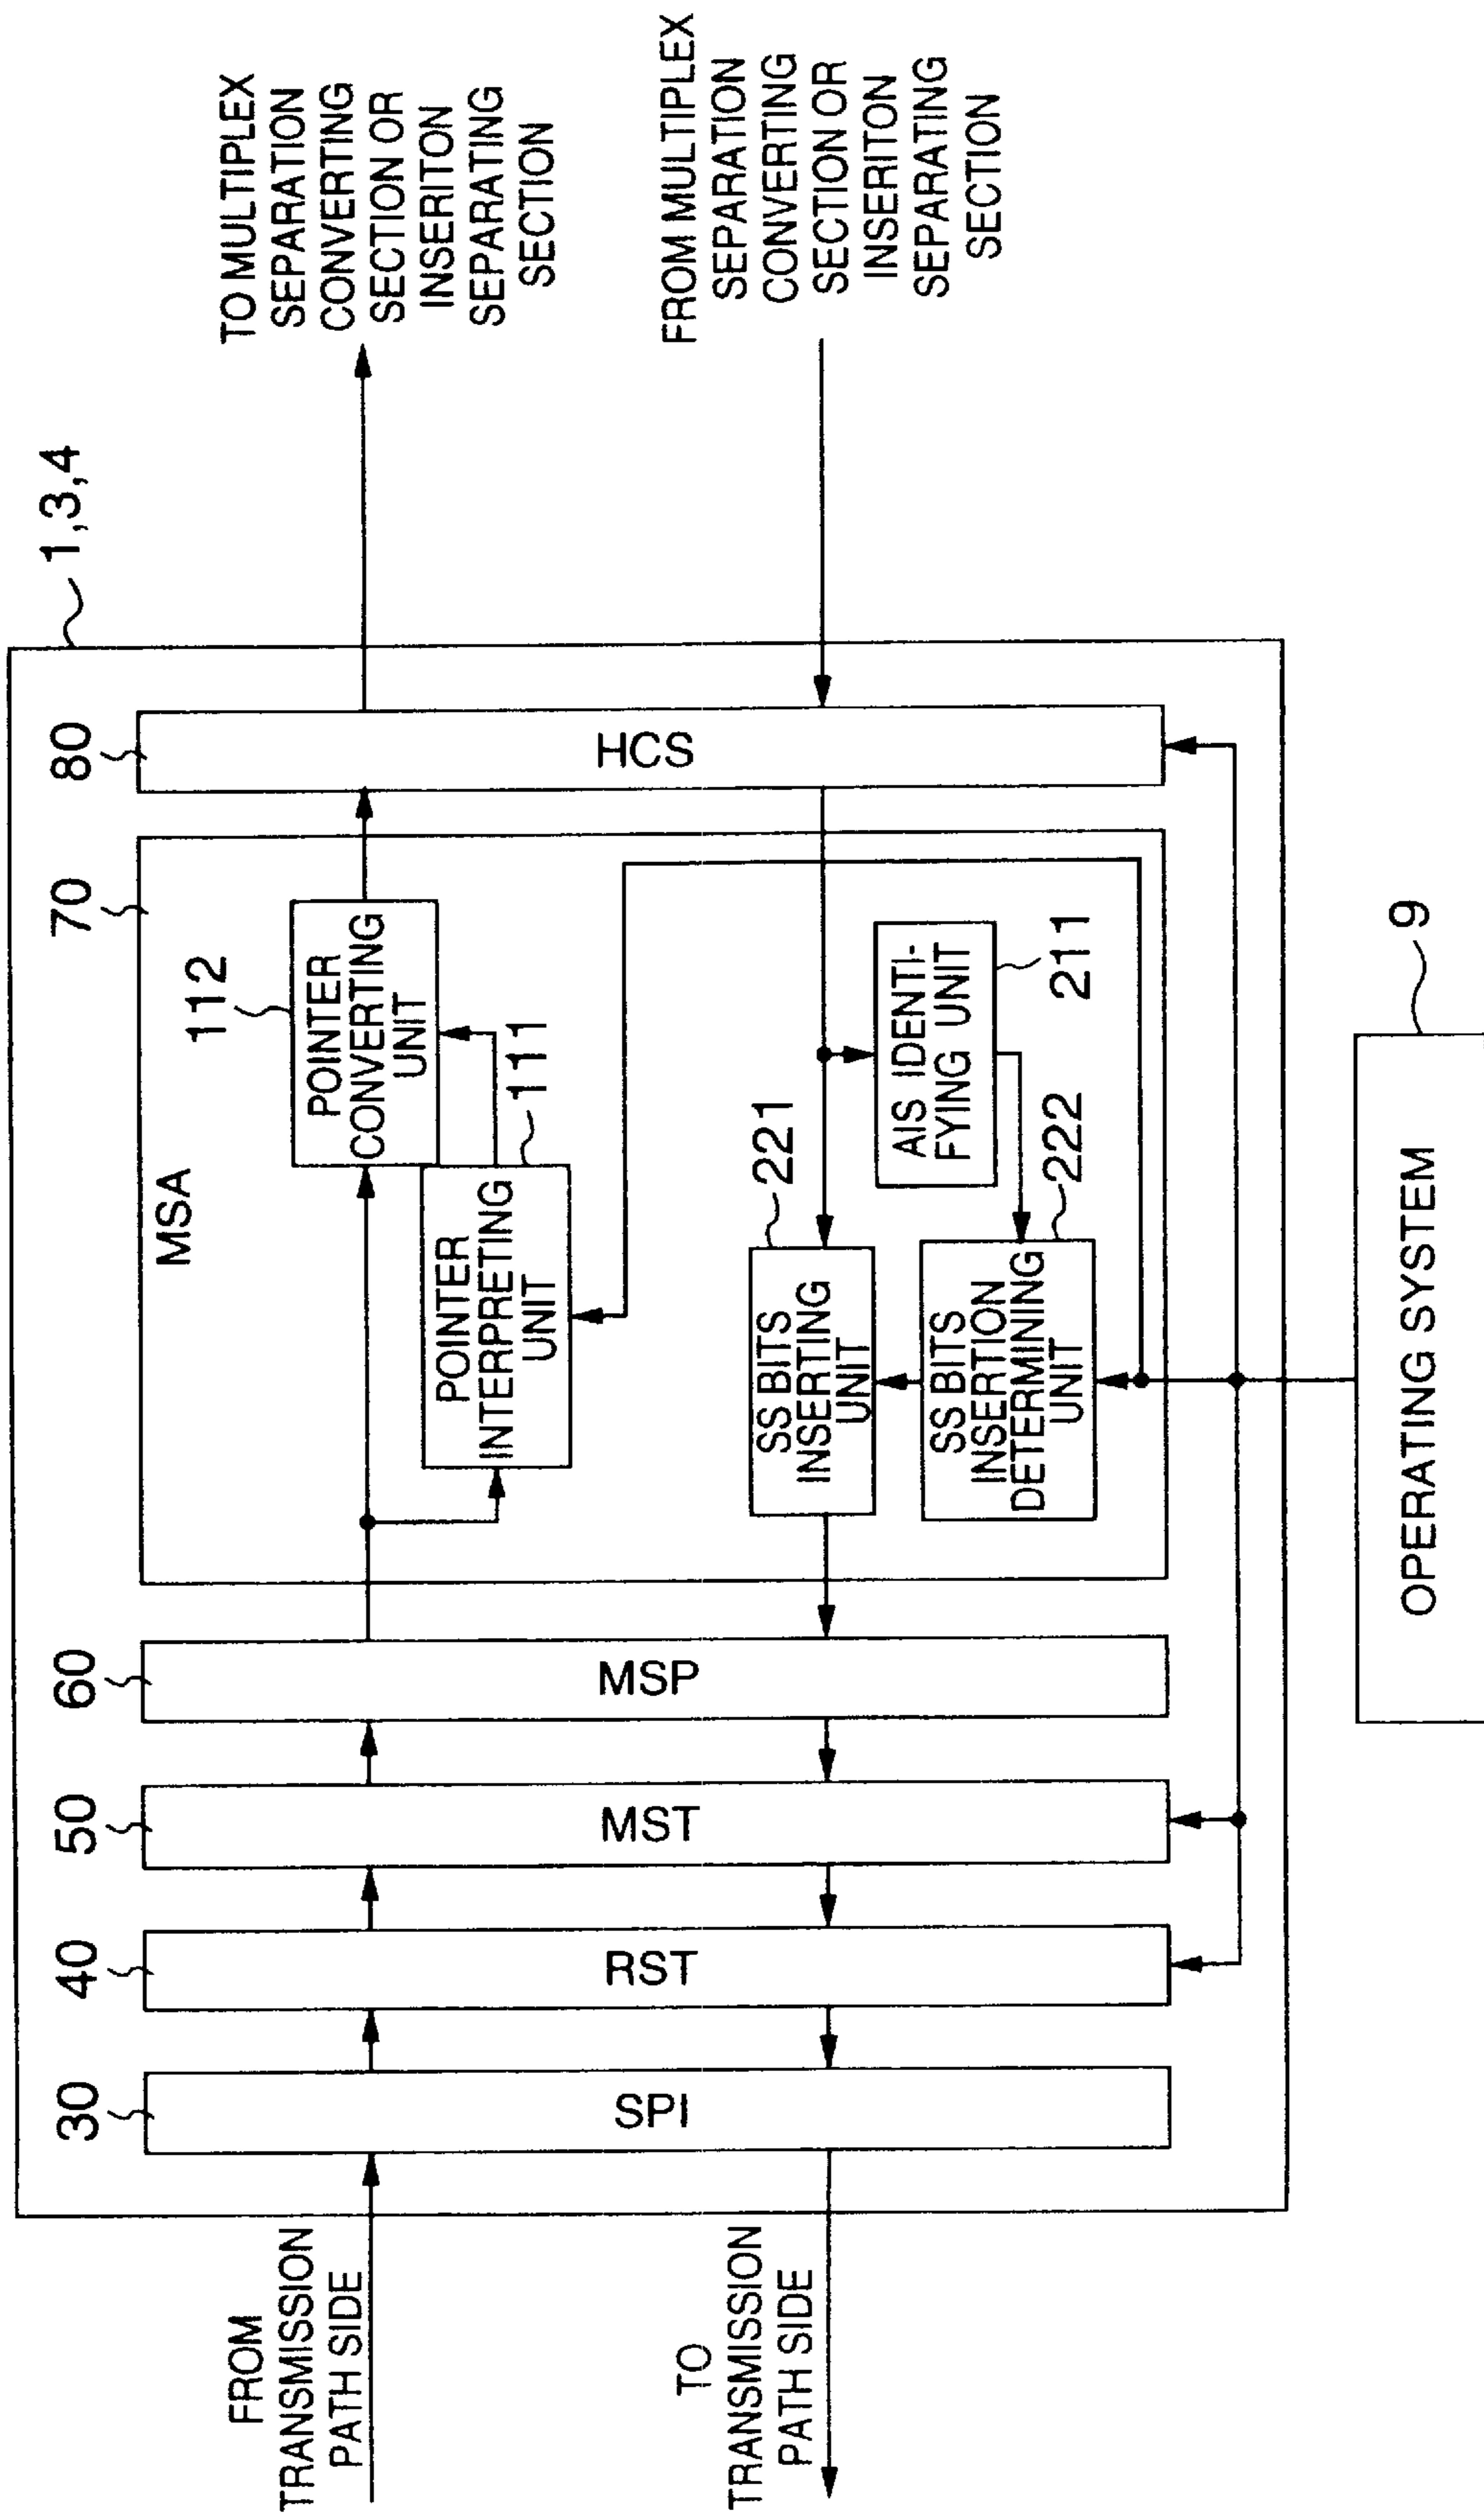 1,3,4
30
40
50
60
70
80
FROM
TRANSMISSION
PATH SIDE
TO
TRANSMISSION
PATH SIDE
SPI
RST
MST
MSP
MSA
112
POINTER
CONVERTING
UNIT
POINTER
INTERPRETING
UNIT
111
221
SS BITS
INSERTING
UNIT
AIS IDENTI-
FYING UNIT
211
222
SS BITS
INSERTION
DETERMINING
UNIT
HCS
TO MULTIPLEX
SEPARATION
CONVERTING
SECTION OR
INSERITON
SEPARATING
SECTION
FROM MULTIPLEX
SEPARATION
CONVERTING
SECTION OR
INSERITON
SEPARATING
SECTION
9
OPERATING SYSTEM